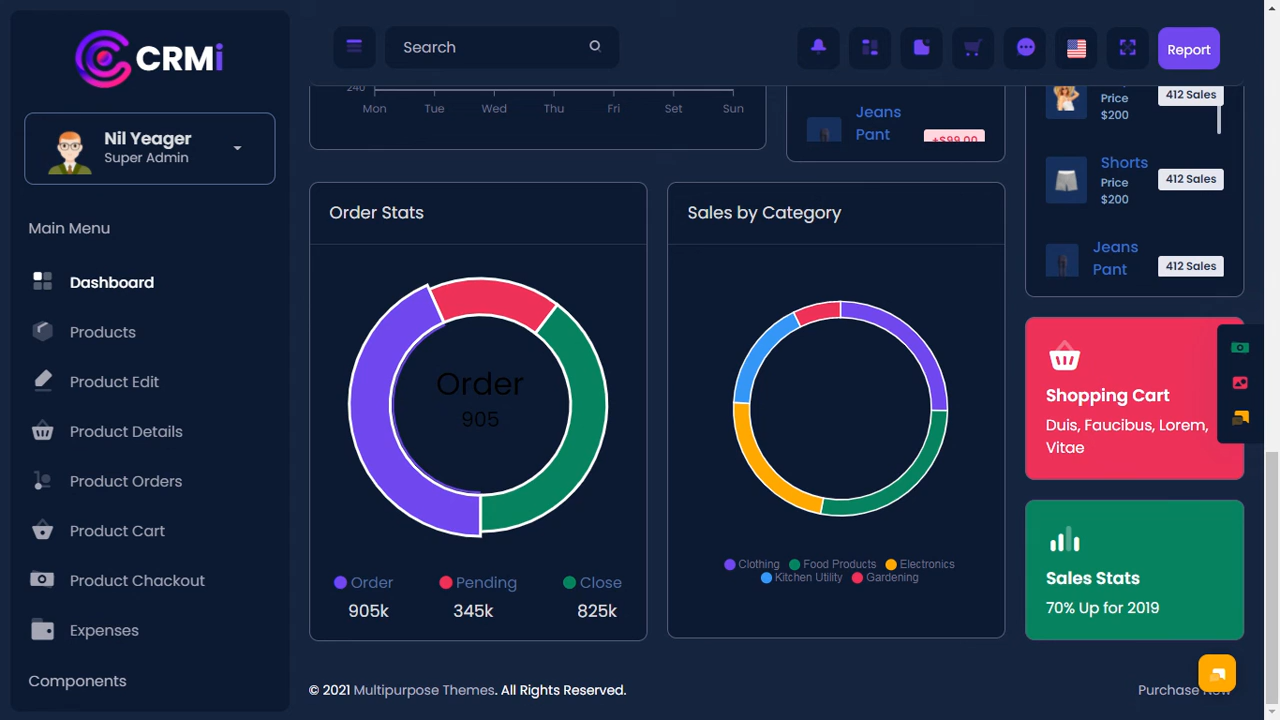 CRMi
Search
Report
Nil Yeager
Super Admin
Main Menu
Dashboard
Products
Product Edit
Product Details
Product Orders
Product Cart
Product Chackout
Expenses
Components
240
Mon Tue Wed Thu Fri Set Sun
Jeans
Pant
+$99.00
Price
$200
412 Sales
Shorts
Price
$200
412 Sales
Jeans
Pant
412 Sales
Order Stats
Order
905
Order Pending Close
905k 345k 825k
Sales by Category
Clothing Food Products Electronics
Kitchen Utility Gardening
Shopping Cart
Duis, Faucibus, Lorem,
Vitae
Sales Stats
70% Up for 2019
© 2021 Multipurpose Themes. All Rights Reserved.
Purchase Now